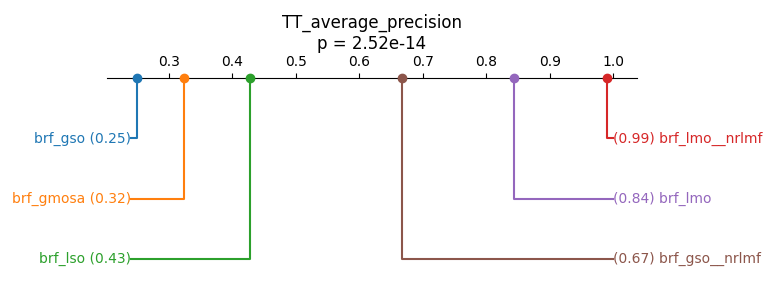 TT_average_precision
p = 2.52e-14
0.3 0.4 0.5 0.6 0.7 0.8 0.9 1.0
brf_gso (0.25) (0.99) brf_lmo__nrlmf
brf_gmosa (0.32) (0.84) brf_lmo
brf_lso (0.43) (0.67) brf_gso__nrlmf